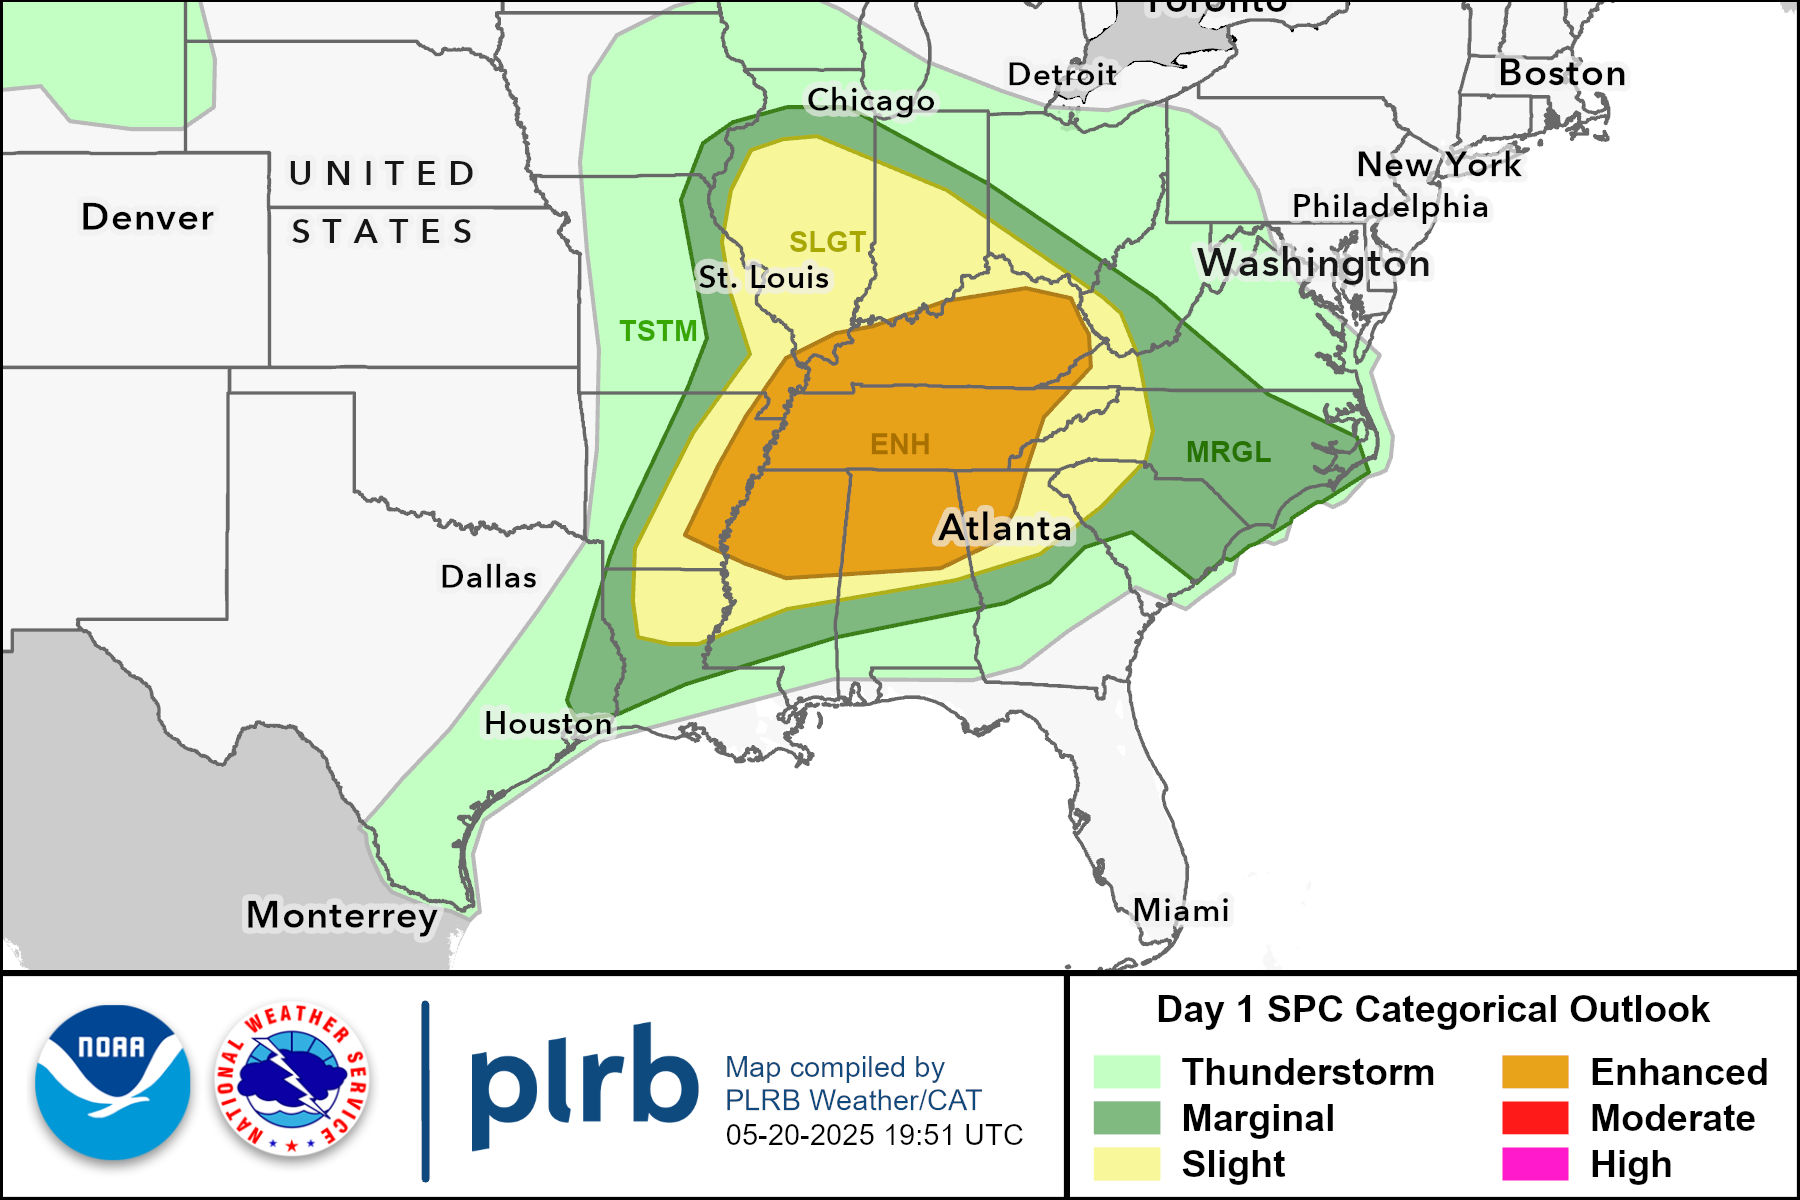 Toronto
Detroit
Boston
Chicago
New York
UNITED
STATES
Denver
Philadelphia
SLGT
Washington
St. Louis
TSTM
ENH
MRGL
Atlanta
Dallas
Houston
Monterrey
Miami
NOAA
NATIONAL WEATHER SERVICE
plrb
Map compiled by
PLRB Weather/CAT
05-20-2025 19:51 UTC
Day 1 SPC Categorical Outlook
Thunderstorm
Marginal
Slight
Enhanced
Moderate
High